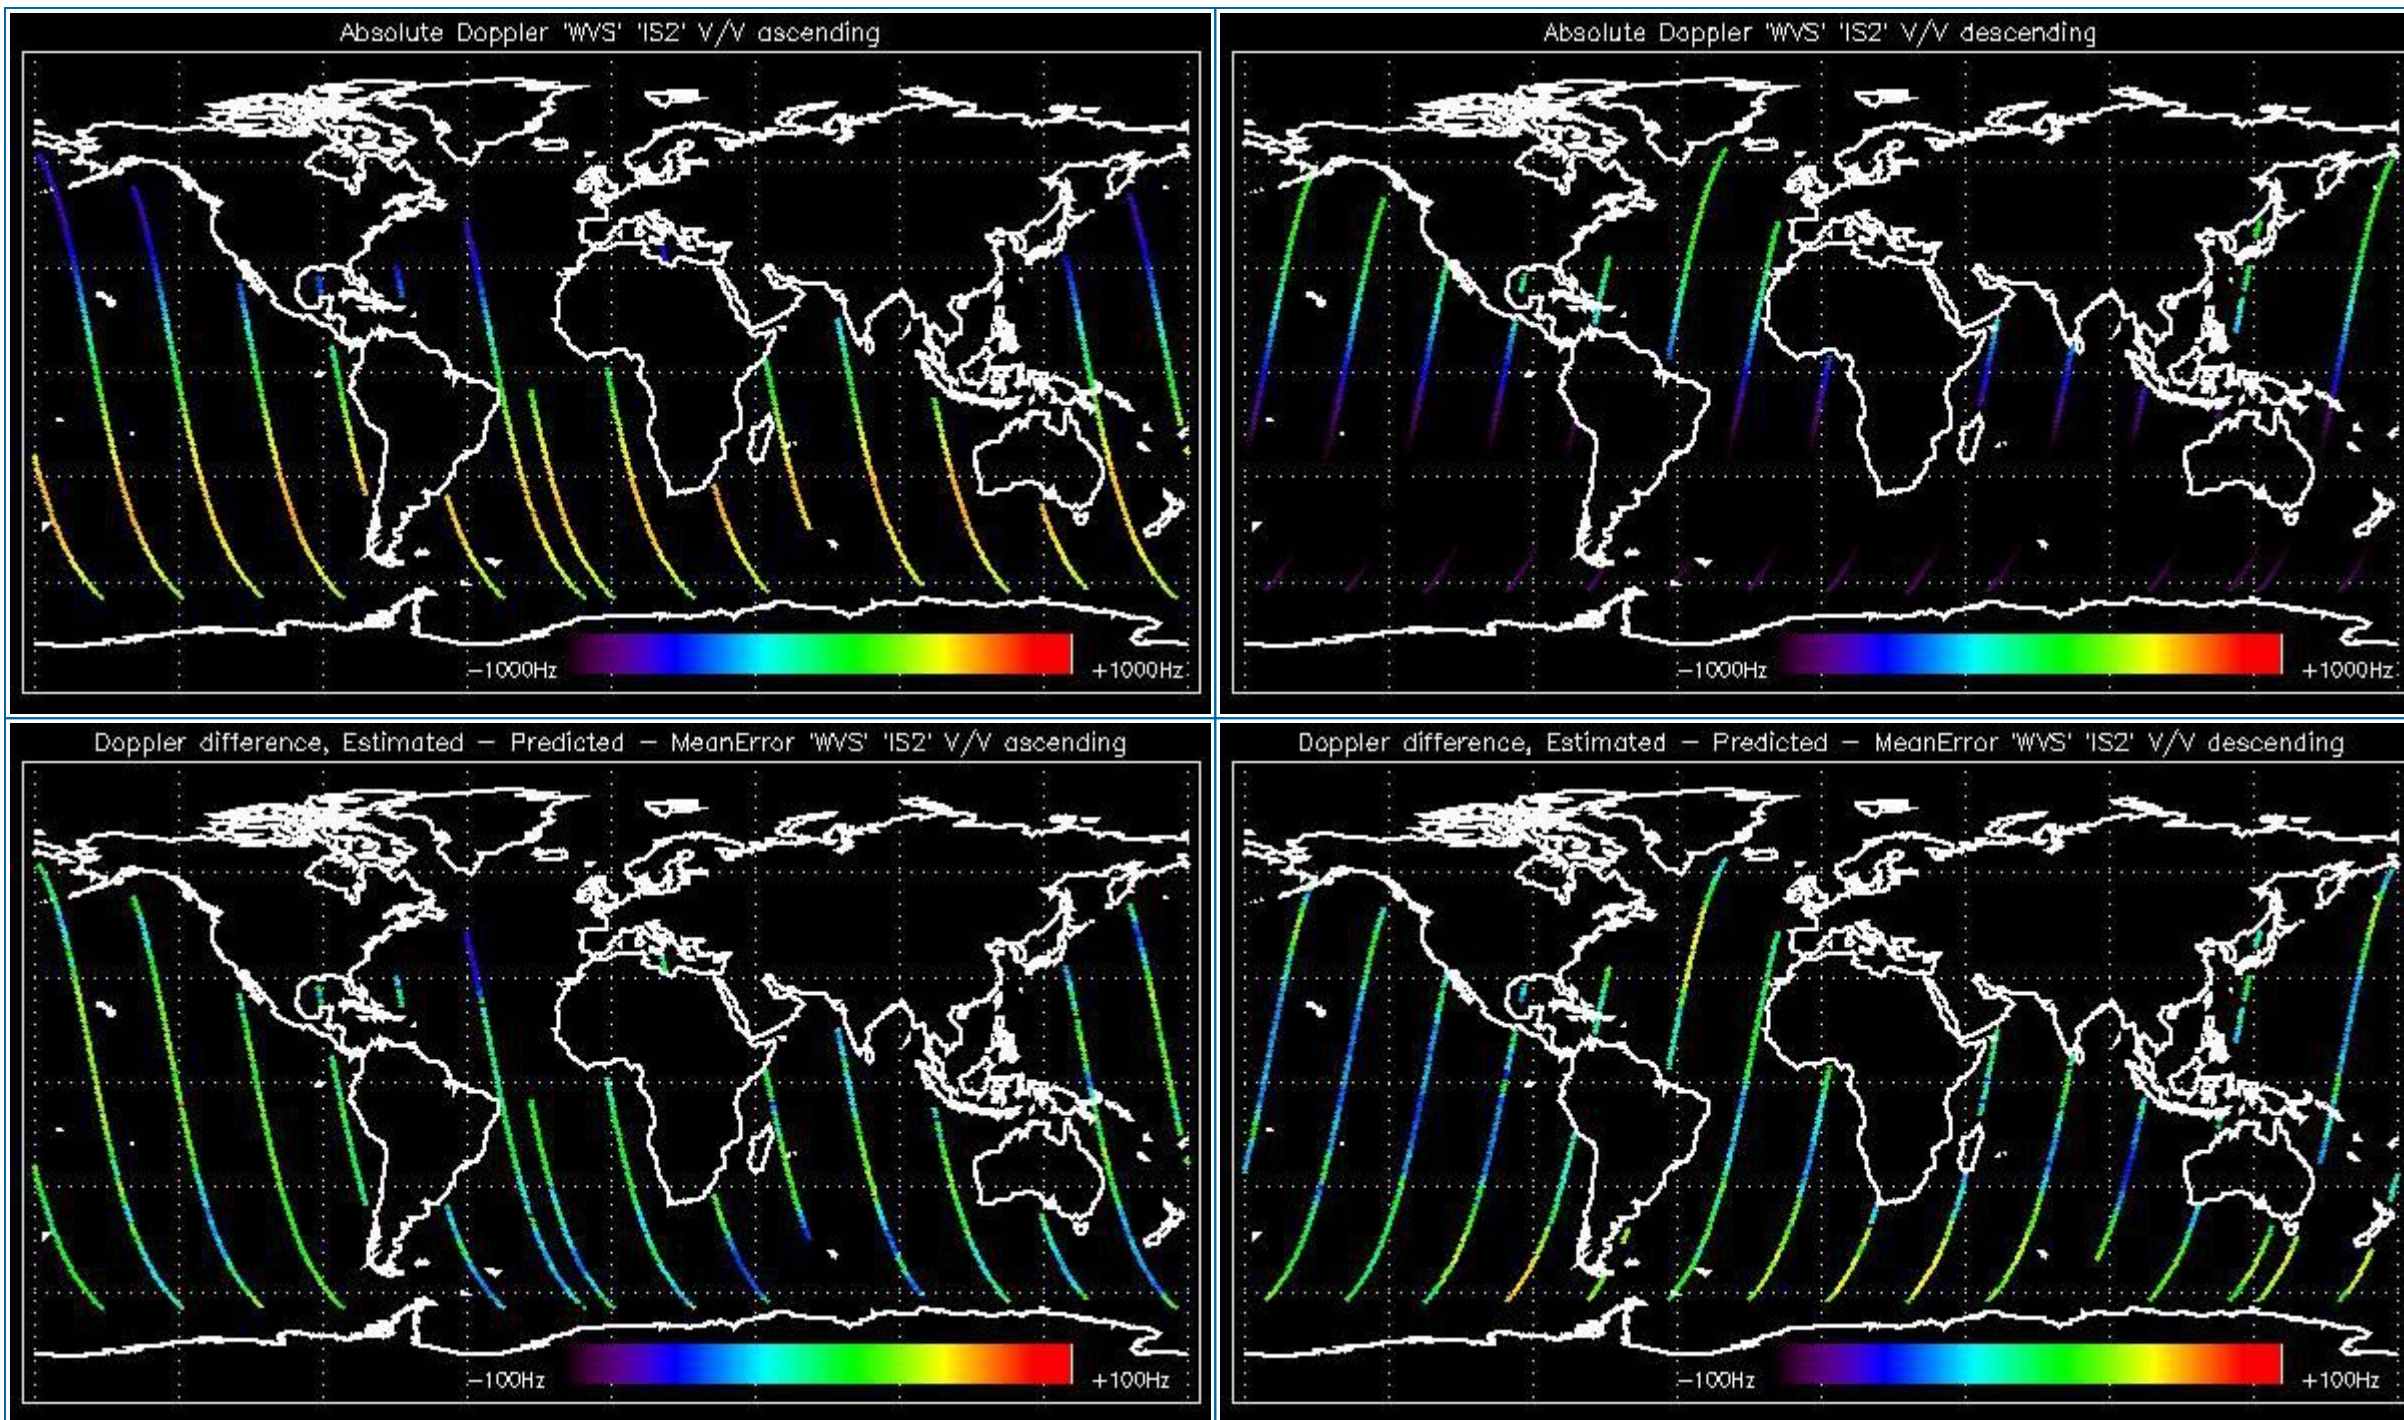 Absolute Doppler 'WVS' 'IS2' V/V ascending
-1000Hz
+1000Hz
Absolute Doppler 'WVS' 'IS2' V/V descending
-1000Hz
+1000Hz
Doppler difference, Estimated - Predicted - MeanError 'WVS' 'IS2' V/V ascending
-100Hz
+100Hz
Doppler difference, Estimated - Predicted - MeanError 'WVS' 'IS2' V/V descending
-100Hz
+100Hz